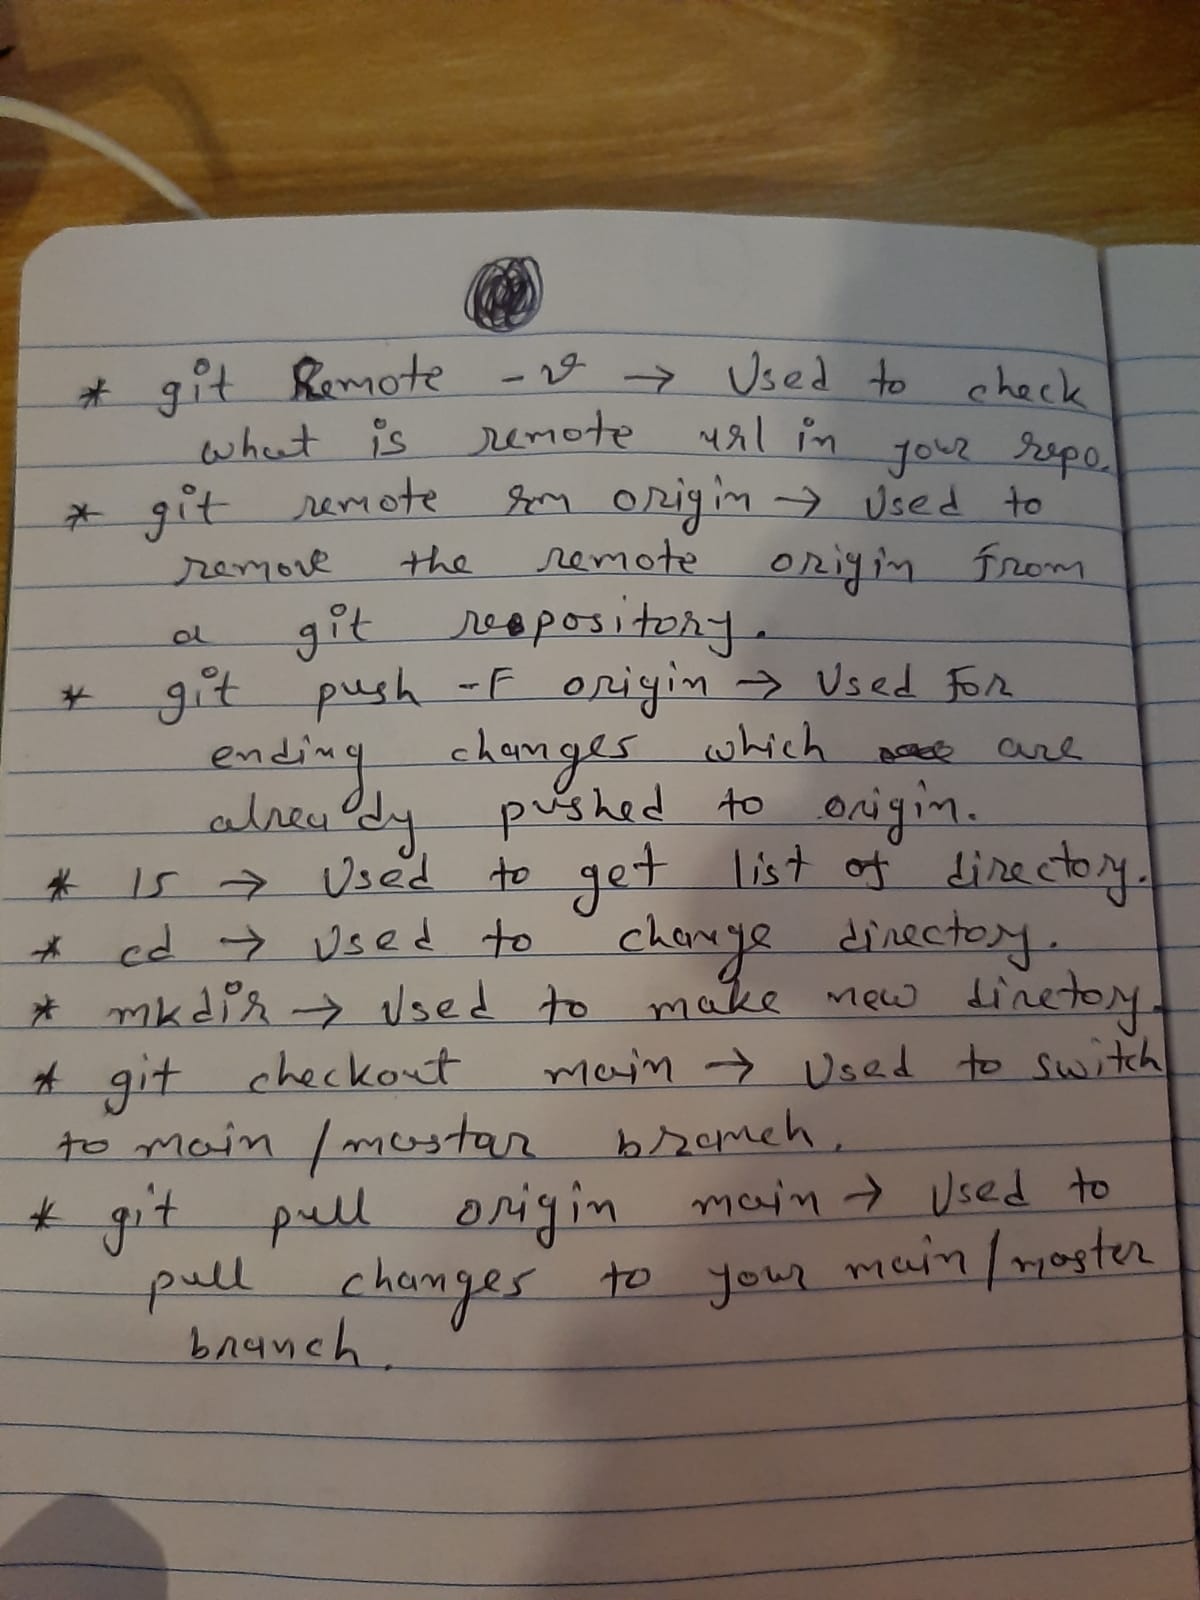 * git Remote -v → Used to check
what is remote url in your repo.
* git remote rm origin → Used to
remove the remote origin from
a git respository.
* git push -F origin → Used For
ending changes which are
already pushed to origin.
* ls → Used to get list of directory.
* cd → Used to change directory.
* mkdir → Used to make new diretory.
* git checkout main → Used to switch
to main / mastar branch.
* git pull origin main → Used to
pull changes to your main / master
branch.